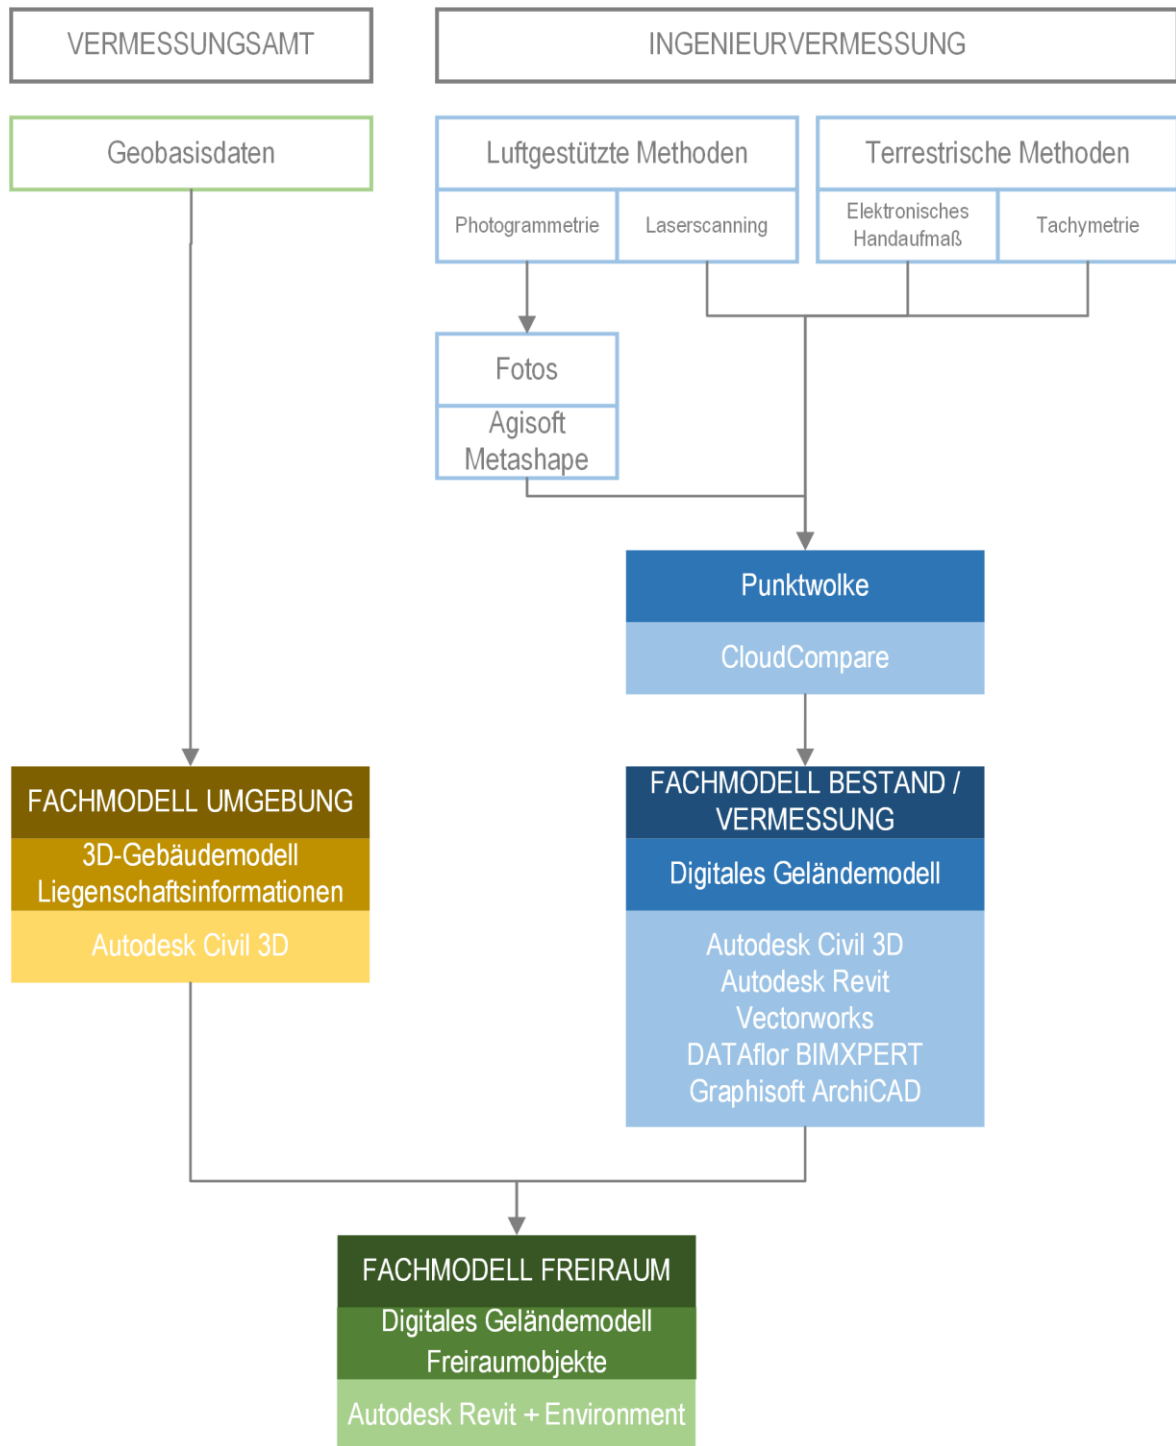 VERMESSUNGSAMT
INGENIEURVERMESSUNG
Geobasisdaten
Luftgestützte Methoden
Terrestrische Methoden
Photogrammetrie
Laserscanning
Elektronisches
Handaufmaß
Tachymetrie
Fotos
Agisoft
Metashape
Punktwolke
CloudCompare
FACHMODELL UMGEBUNG
3D-Gebäudemodell
Liegenschaftsinformationen
Autodesk Civil 3D
FACHMODELL BESTAND /
VERMESSUNG
Digitales Geländemodell
Autodesk Civil 3D
Autodesk Revit
Vectorworks
DATAflor BIMXPERT
Graphisoft ArchiCAD
FACHMODELL FREIRAUM
Digitales Geländemodell
Freiraumobjekte
Autodesk Revit + Environment